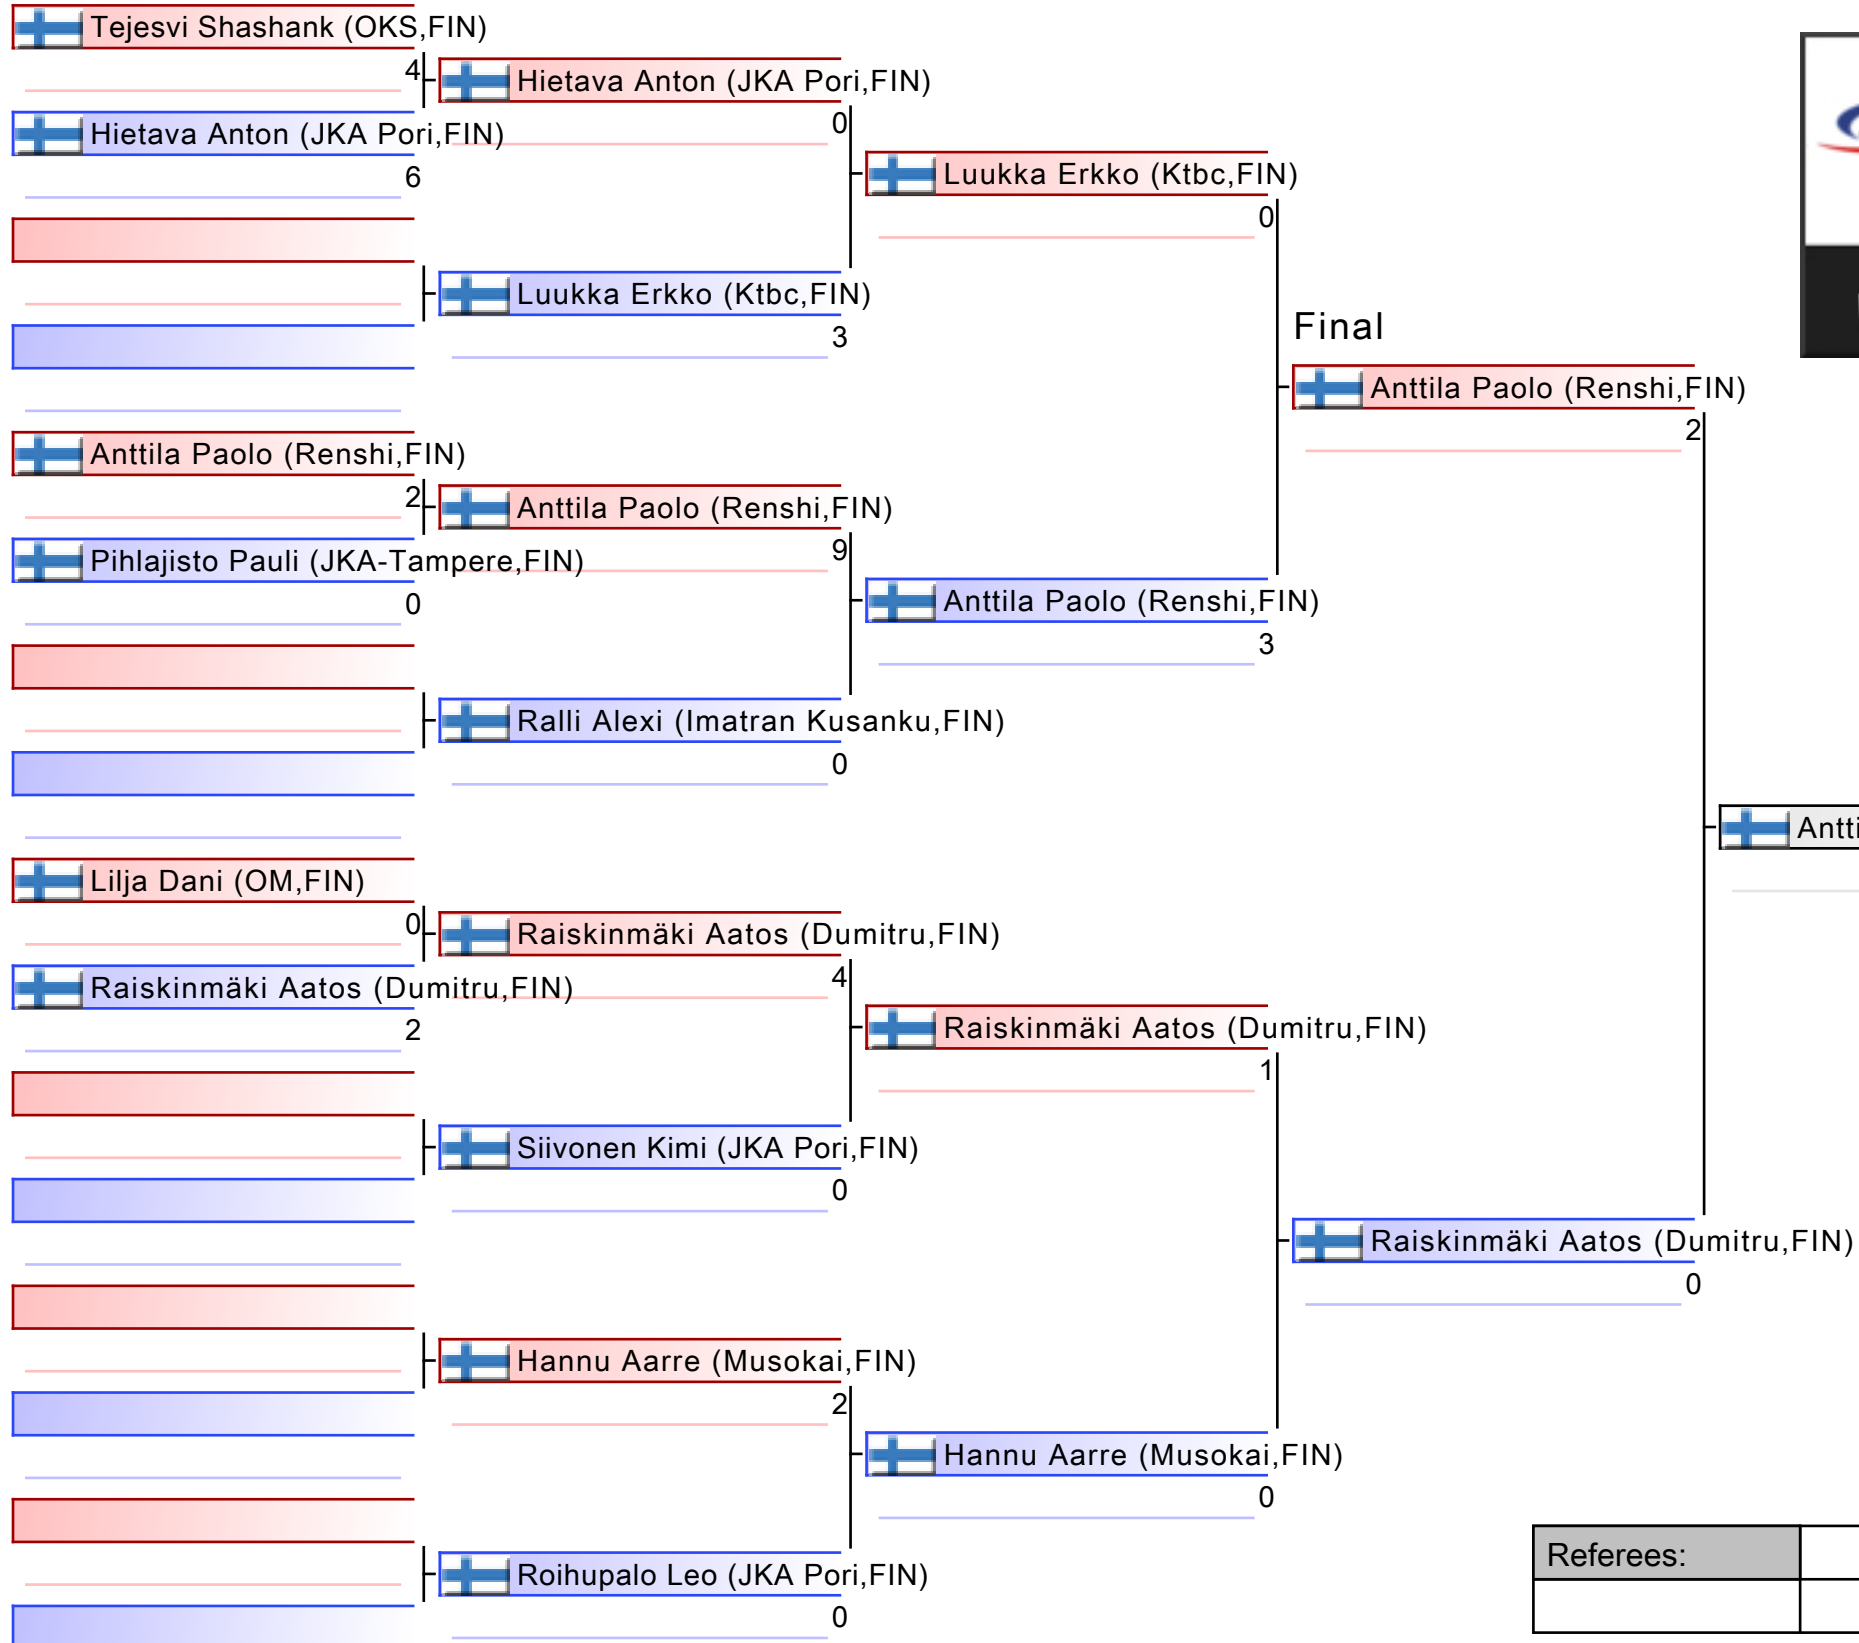 Tejesvi Shashank (OKS,FIN)
4
Hietava Anton (JKA Pori,FIN)
6
Anttila Paolo (Renshi,FIN)
2
Pihlajisto Pauli (JKA-Tampere,FIN)
0
Lilja Dani (OM,FIN)
0
Raiskinmäki Aatos (Dumitru,FIN)
2
Hietava Anton (JKA Pori,FIN)
0
Luukka Erkko (Ktbc,FIN)
3
Anttila Paolo (Renshi,FIN)
9
Ralli Alexi (Imatran Kusanku,FIN)
0
Raiskinmäki Aatos (Dumitru,FIN)
4
Siivonen Kimi (JKA Pori,FIN)
0
Hannu Aarre (Musokai,FIN)
2
Roihupalo Leo (JKA Pori,FIN)
0
Luukka Erkko (Ktbc,FIN)
0
Anttila Paolo (Renshi,FIN)
3
Raiskinmäki Aatos (Dumitru,FIN)
1
Hannu Aarre (Musokai,FIN)
0
Final
Anttila Paolo (Renshi,FIN)
2
Raiskinmäki Aatos (Dumitru,FIN)
0
Antti
Referees: